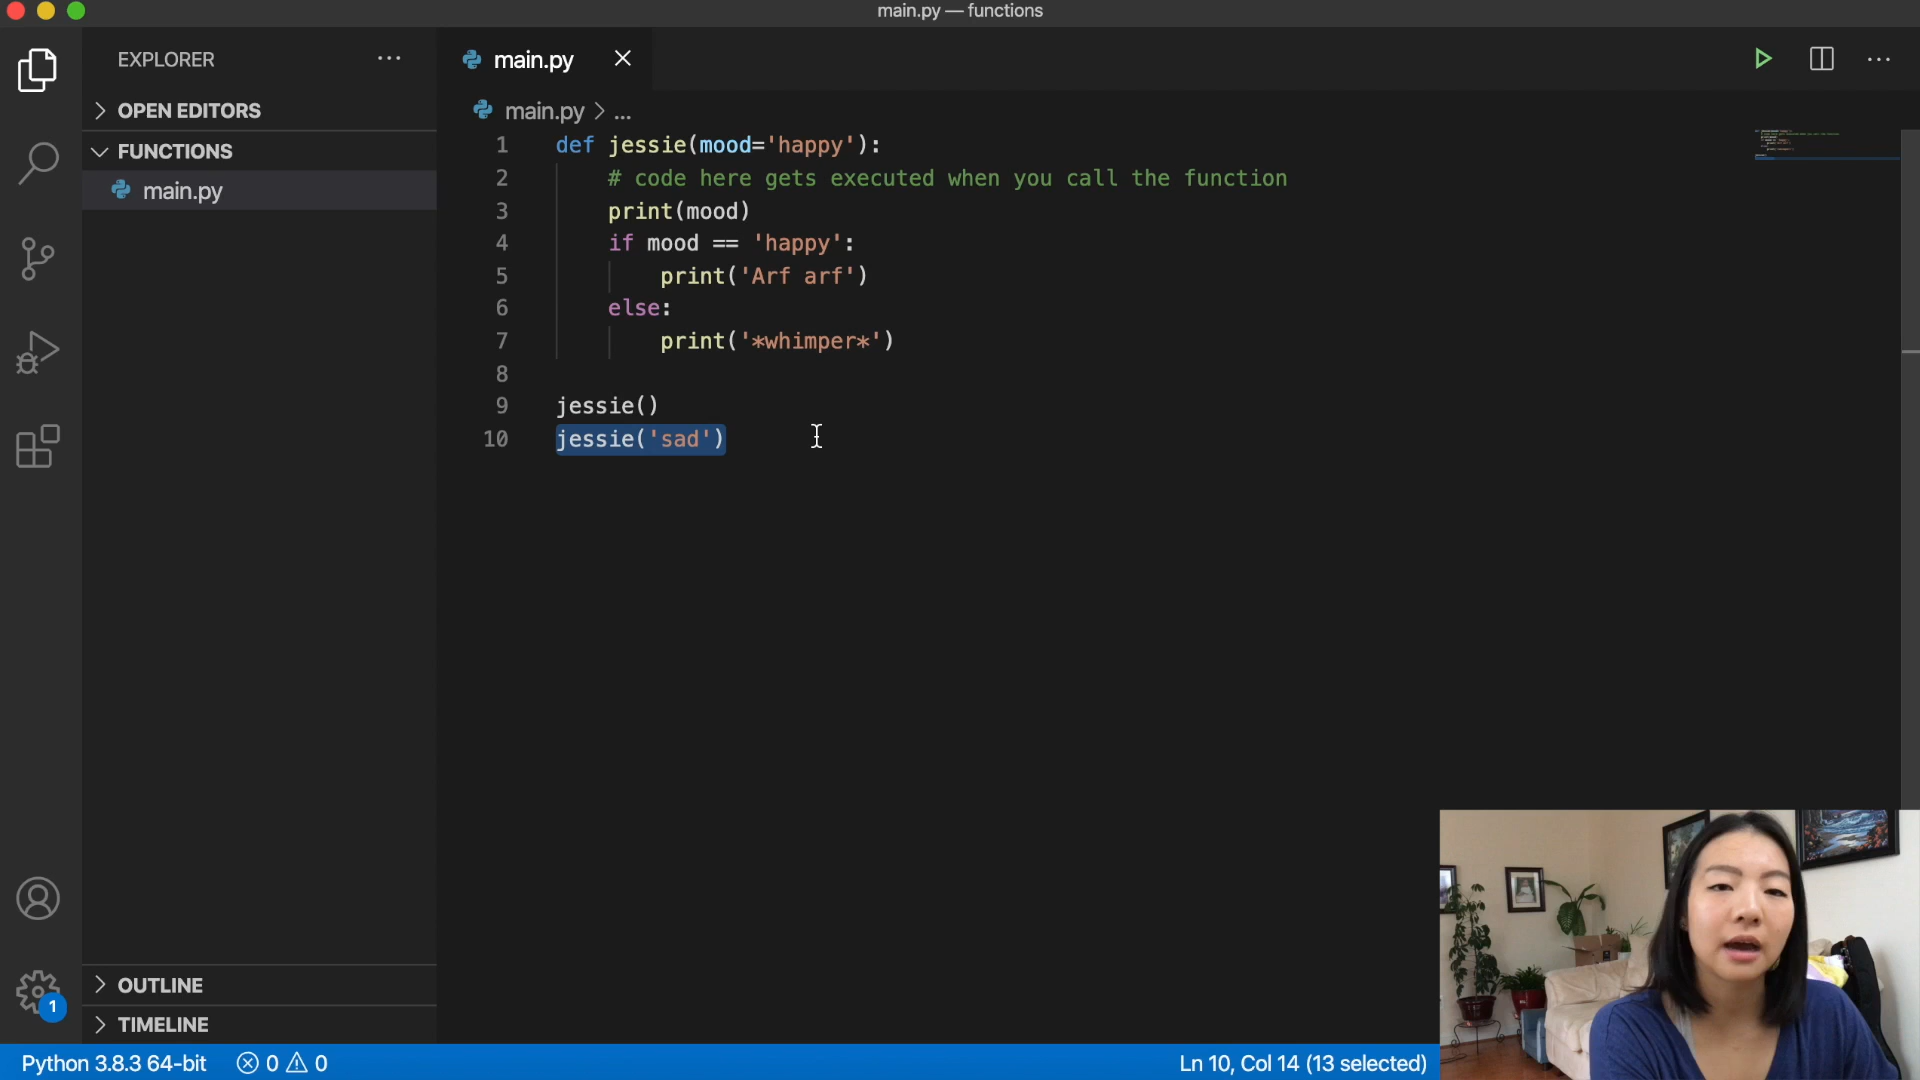 main.py — functions
EXPLORER
OPEN EDITORS
FUNCTIONS
main.py
OUTLINE
TIMELINE
main.py
main.py > ...
1 def jessie(mood='happy'):
2 # code here gets executed when you call the function
3 print(mood)
4 if mood == 'happy':
5 print('Arf arf')
6 else:
7 print('*whimper*')
8
9 jessie()
10 jessie('sad')
1
Python 3.8.3 64-bit 0 0 Ln 10, Col 14 (13 selected)